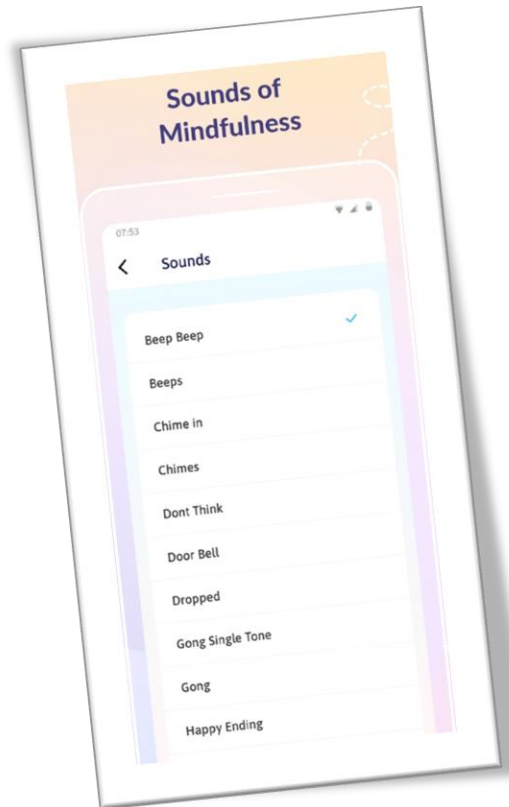 Sounds of
Mindfulness
07:53
Sounds
Beep Beep
Beeps
Chime in
Chimes
Dont Think
Door Bell
Dropped
Gong Single Tone
Gong
Happy Ending